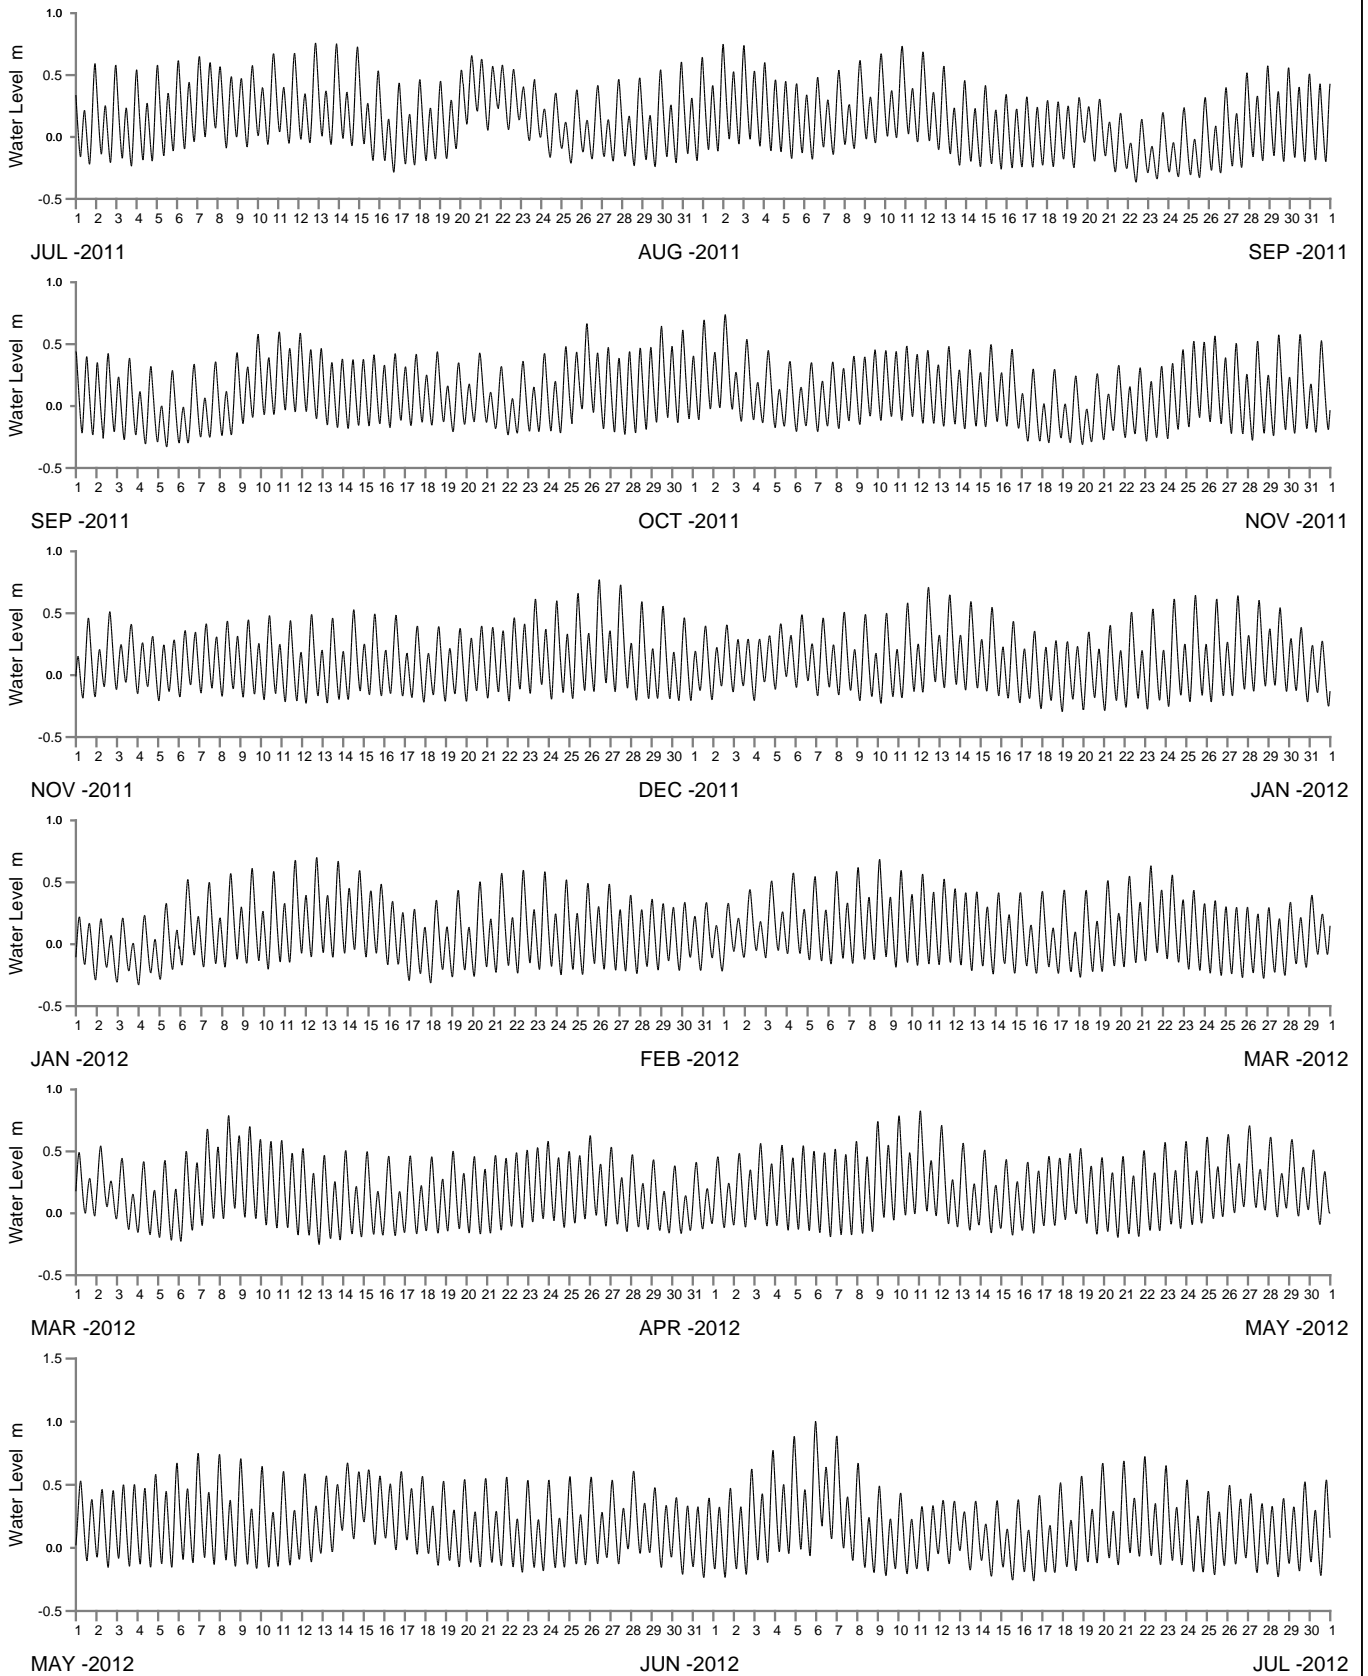 1.0
0.5
0.0
-0.5
Water Level m
1 2 3 4 5 6 7 8 9 10 11 12 13 14 15 16 17 18 19 20 21 22 23 24 25 26 27 28 29 30 31 1 2 3 4 5 6 7 8 9 10 11 12 13 14 15 16 17 18 19 20 21 22 23 24 25 26 27 28 29 30 31 1
JUL -2011 AUG -2011 SEP -2011
1.0
0.5
0.0
-0.5
Water Level m
1 2 3 4 5 6 7 8 9 10 11 12 13 14 15 16 17 18 19 20 21 22 23 24 25 26 27 28 29 30 1 2 3 4 5 6 7 8 9 10 11 12 13 14 15 16 17 18 19 20 21 22 23 24 25 26 27 28 29 30 31 1
SEP -2011 OCT -2011 NOV -2011
1.0
0.5
0.0
-0.5
Water Level m
1 2 3 4 5 6 7 8 9 10 11 12 13 14 15 16 17 18 19 20 21 22 23 24 25 26 27 28 29 30 1 2 3 4 5 6 7 8 9 10 11 12 13 14 15 16 17 18 19 20 21 22 23 24 25 26 27 28 29 30 31 1
NOV -2011 DEC -2011 JAN -2012
1.0
0.5
0.0
-0.5
Water Level m
1 2 3 4 5 6 7 8 9 10 11 12 13 14 15 16 17 18 19 20 21 22 23 24 25 26 27 28 29 30 31 1 2 3 4 5 6 7 8 9 10 11 12 13 14 15 16 17 18 19 20 21 22 23 24 25 26 27 28 29 1
JAN -2012 FEB -2012 MAR -2012
1.0
0.5
0.0
-0.5
Water Level m
1 2 3 4 5 6 7 8 9 10 11 12 13 14 15 16 17 18 19 20 21 22 23 24 25 26 27 28 29 30 31 1 2 3 4 5 6 7 8 9 10 11 12 13 14 15 16 17 18 19 20 21 22 23 24 25 26 27 28 29 30 1
MAR -2012 APR -2012 MAY -2012
1.5
1.0
0.5
0.0
-0.5
Water Level m
1 2 3 4 5 6 7 8 9 10 11 12 13 14 15 16 17 18 19 20 21 22 23 24 25 26 27 28 29 30 31 1 2 3 4 5 6 7 8 9 10 11 12 13 14 15 16 17 18 19 20 21 22 23 24 25 26 27 28 29 30 1
MAY -2012 JUN -2012 JUL -2012